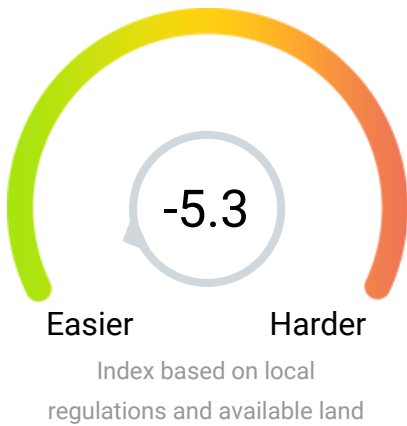 -5.3
Easier Harder
Index based on local
regulations and available land